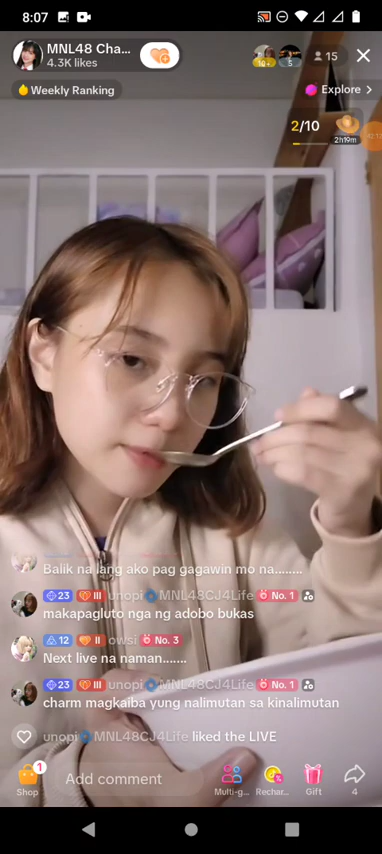 8:07
MNL48 Cha...
4.3K likes
10+
5
15
Weekly Ranking
Explore >
2/10
2h19m
Balik na lang ako pag gagawin mo na........
23 III unopi MNL48CJ4Life No. 1
makapagluto nga ng adobo bukas
12 II owsi No. 3
Next live na naman.......
23 III unopi MNL48CJ4Life No. 1
charm magkaiba yung nalimutan sa kinalimutan
unopi MNL48CJ4Life liked the LIVE
1
Add comment
Shop
Multi-g...
Rechar...
Gift
4